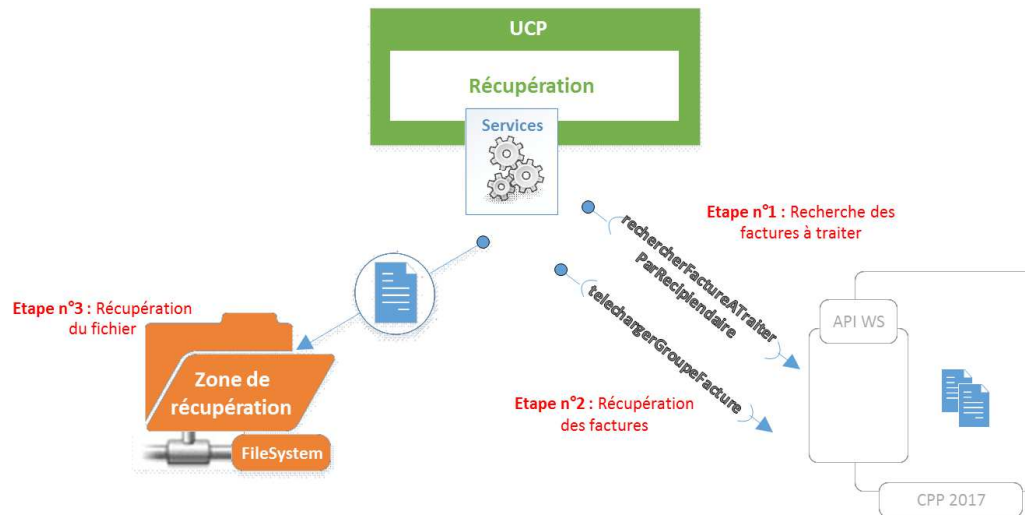 UCP
Récupération
Services
Etape n°1 : Recherche des
factures à traiter
rechercherFactureATraiter
ParRecipiendaire
telechargerGroupeFacture
API WS
Etape n°3 : Récupération
du fichier
Zone de
récupération
FileSystem
Etape n°2 : Récupération
des factures
CPP 2017